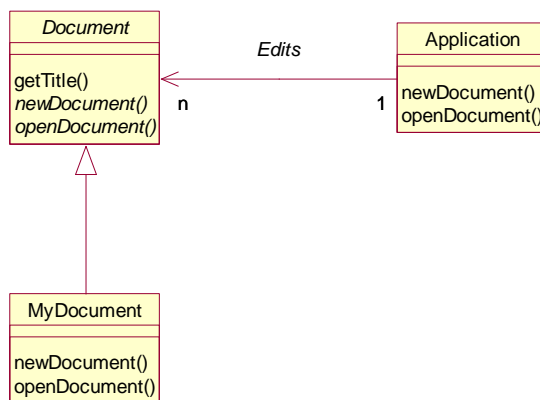 Document
getTitle()
newDocument()
openDocument()
Edits
n
1
Application
newDocument()
openDocument()
MyDocument
newDocument()
openDocument()